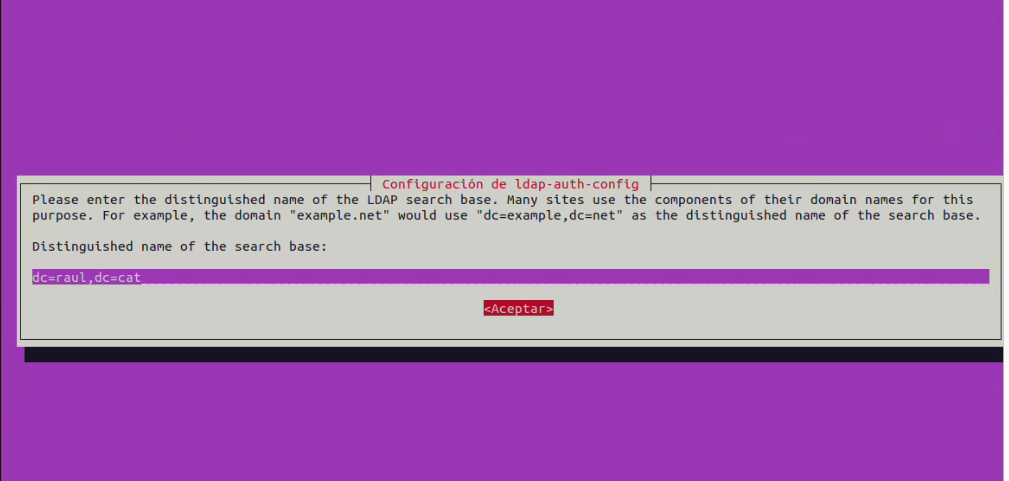 Configuración de ldap-auth-config
Please enter the distinguished name of the LDAP search base. Many sites use the components of their domain names for this
purpose. For example, the domain "example.net" would use "dc=example,dc=net" as the distinguished name of the search base.
Distinguished name of the search base:
dc=raul,dc=cat
<Aceptar>